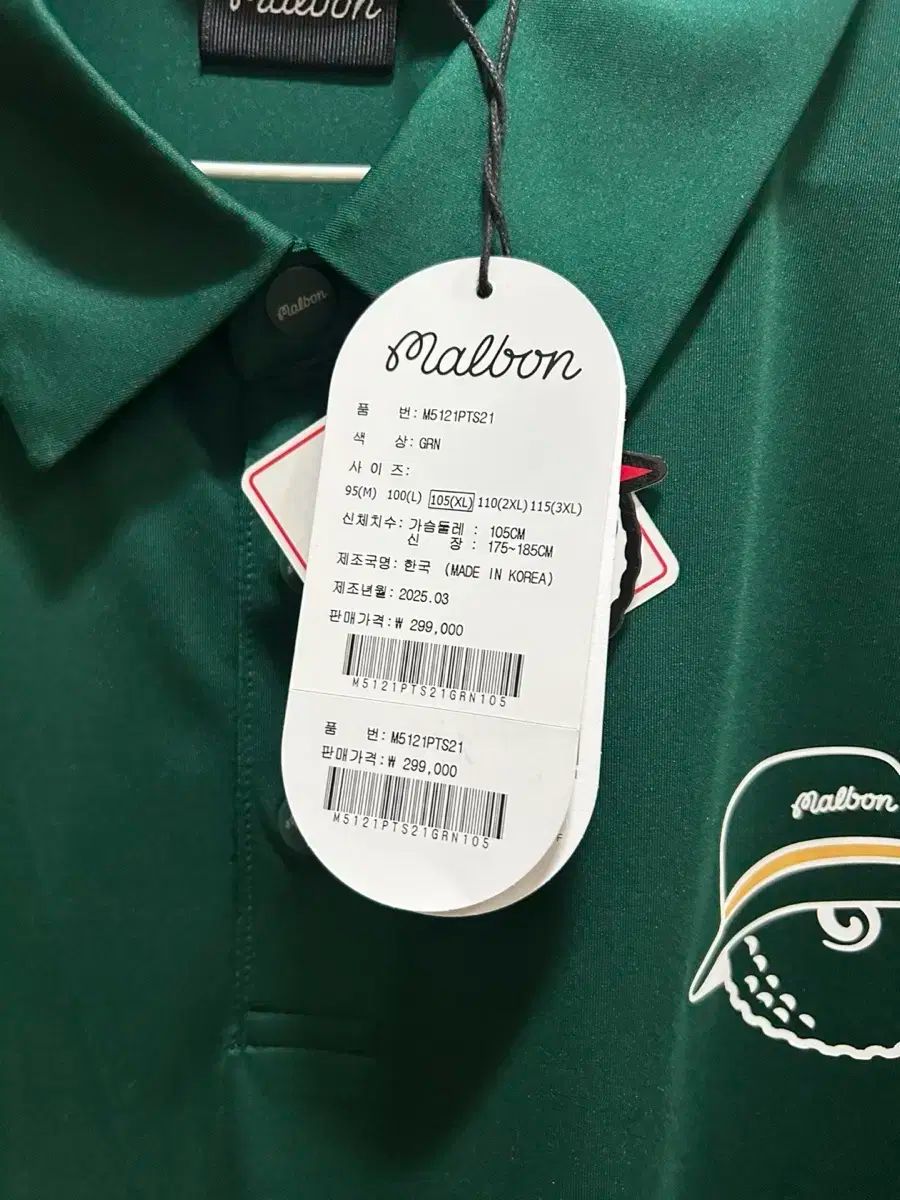 Malbon
Malbon
Malbon
품 번: M5121PTS21
색 상: GRN
사 이 즈:
95(M) 100(L) 105(XL) 110(2XL) 115(3XL)
신체치수: 가슴둘레 : 105CM
신 장 : 175~185CM
제조국명: 한국 (MADE IN KOREA)
제조년월: 2025.03
판매가격:₩ 299,000
M5121PTS21GRN105
품 번: M5121PTS21
판매가격:₩ 299,000
M5121PTS21GRN105
Malbon